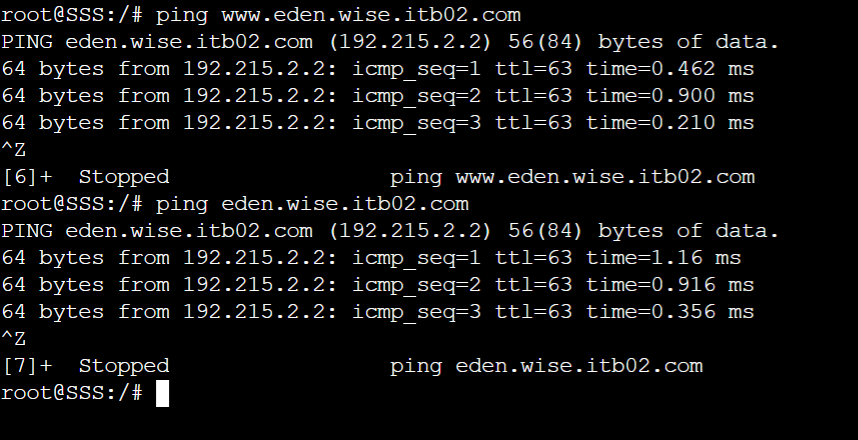 root@SSS:/# ping www.eden.wise.itb02.com
PING eden.wise.itb02.com (192.215.2.2) 56(84) bytes of data.
64 bytes from 192.215.2.2: icmp_seq=1 ttl=63 time=0.462 ms
64 bytes from 192.215.2.2: icmp_seq=2 ttl=63 time=0.900 ms
64 bytes from 192.215.2.2: icmp_seq=3 ttl=63 time=0.210 ms
^Z
[6]+  Stopped                 ping www.eden.wise.itb02.com
root@SSS:/# ping eden.wise.itb02.com
PING eden.wise.itb02.com (192.215.2.2) 56(84) bytes of data.
64 bytes from 192.215.2.2: icmp_seq=1 ttl=63 time=1.16 ms
64 bytes from 192.215.2.2: icmp_seq=2 ttl=63 time=0.916 ms
64 bytes from 192.215.2.2: icmp_seq=3 ttl=63 time=0.356 ms
^Z
[7]+  Stopped                 ping eden.wise.itb02.com
root@SSS:/#